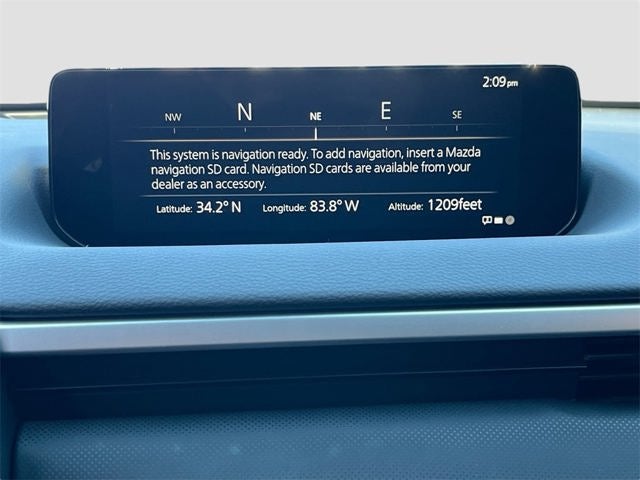 2:09pm
NW N NE E SE
This system is navigation ready. To add navigation, insert a Mazda
navigation SD card. Navigation SD cards are available from your
dealer as an accessory.
Latitude: 34.2° N Longitude: 83.8° W Altitude: 1209feet